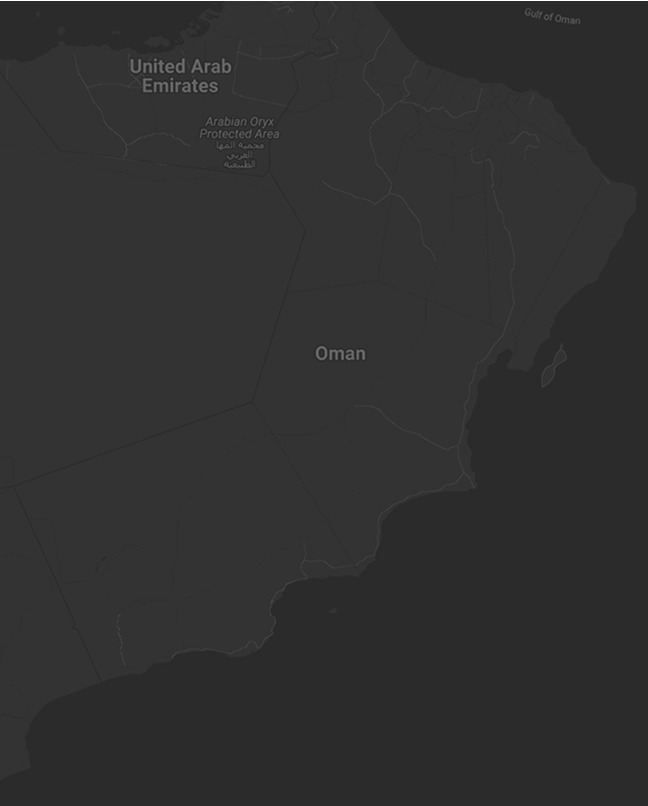 Gulf of Oman
United Arab
Emirates
Arabian Oryx
Protected Area
محمية المها
العربي
الطبيعية
Oman